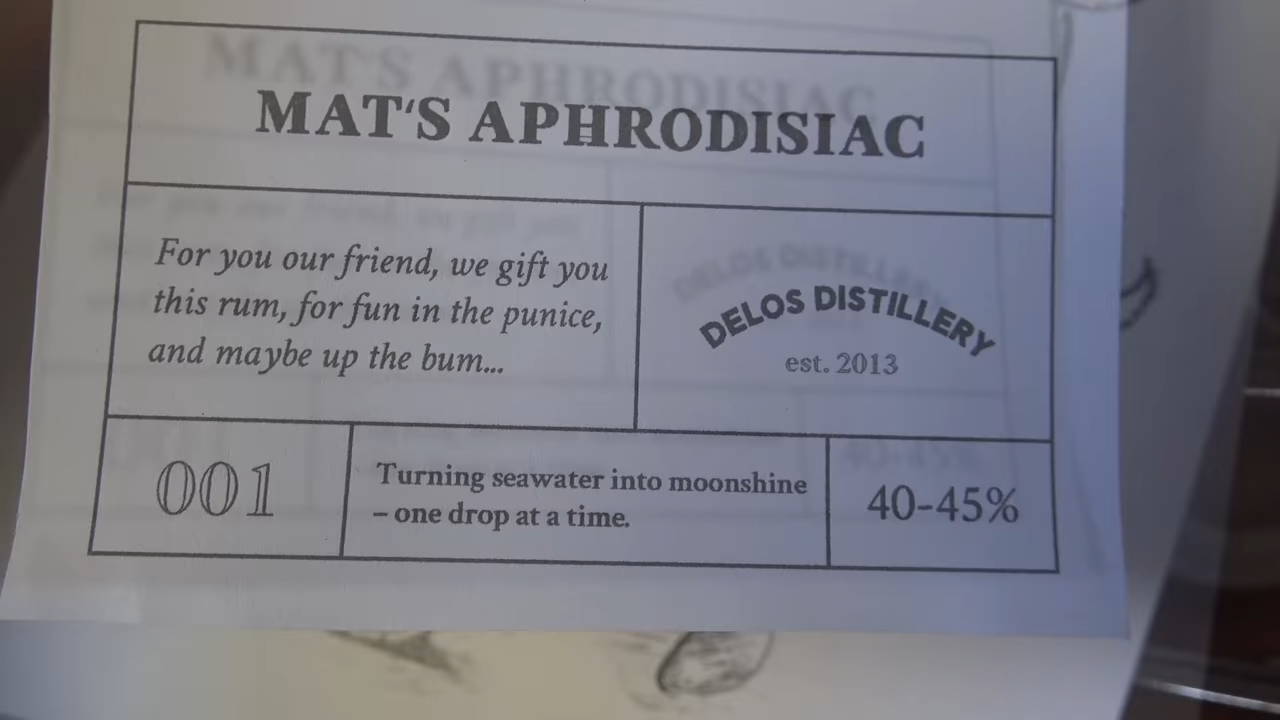 MAT'S APHRODISIAC
For you our friend, we gift you
this rum, for fun in the punice,
and maybe up the bum...
DELOS DISTILLERY
est. 2013
001
Turning seawater into moonshine
– one drop at a time.
40-45%